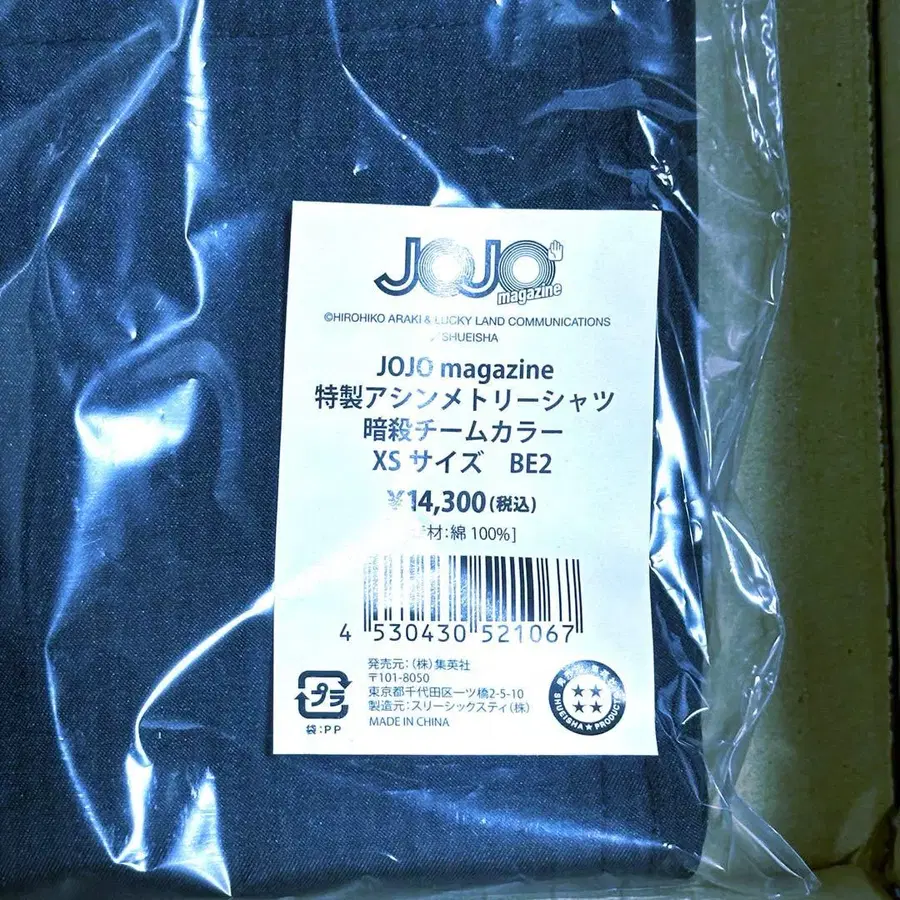 JOJO
magazine
©HIROHIKO ARAKI & LUCKY LAND COMMUNICATIONS
SHUEISHA
JOJO magazine
特製アシンメトリーシャツ
暗殺チームカラー
XS サイズ BE2
¥14,300(税込)
材:綿 100%]
4 530430 521067
発売元:(株)集英社
〒101-8050
東京都千代田区一ツ橋2-5-10
製造元:スリーシックスティ(株)
MADE IN CHINA
プラ
袋:PP
SHUEISHA★PRODUCT